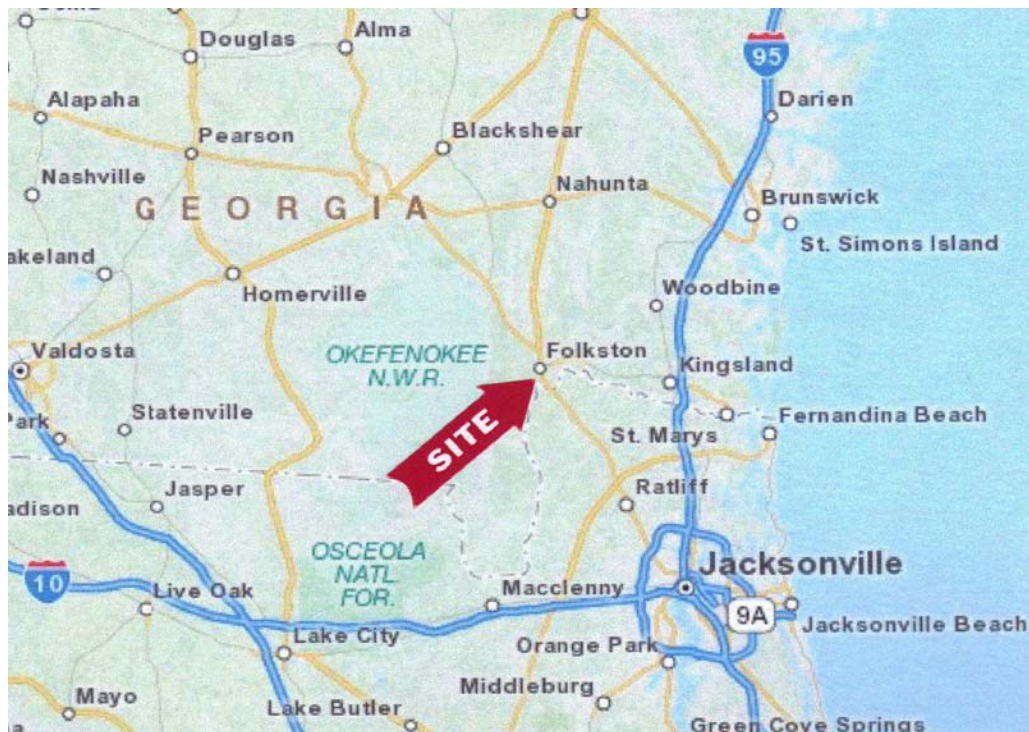 Douglas
Alma
95
Darien
Alapaha
Pearson
Blackshear
Nashville
Nahunta
Brunswick
GEORGIA
St. Simons Island
akeland
Homerville
Woodbine
Valdosta
OKEFENOKEE
N.W.R.
Folkston
Kingsland
Park
Statenville
SITE
St. Marys
Fernandina Beach
Jasper
Ratliff
adison
OSCEOLA
NATL.
FOR.
Jacksonville
10
Live Oak
Macclenny
9A
Jacksonville Beach
Lake City
Orange Park
Mayo
Middleburg
Lake Butler
Green Cove Springs